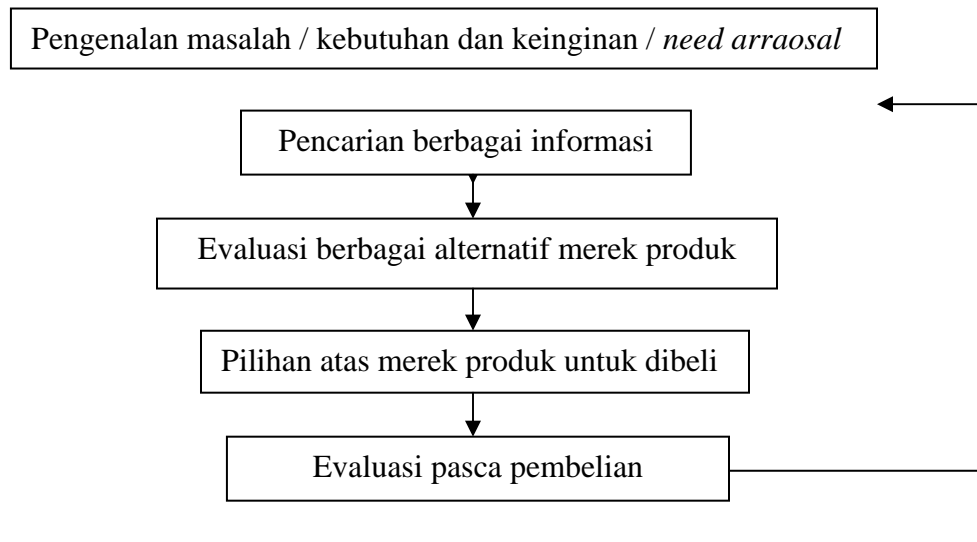 Pengenalan masalah / kebutuhan dan keinginan / need arraosal
Pencarian berbagai informasi
Evaluasi berbagai alternatif merek produk
Pilihan atas merek produk untuk dibeli
Evaluasi pasca pembelian